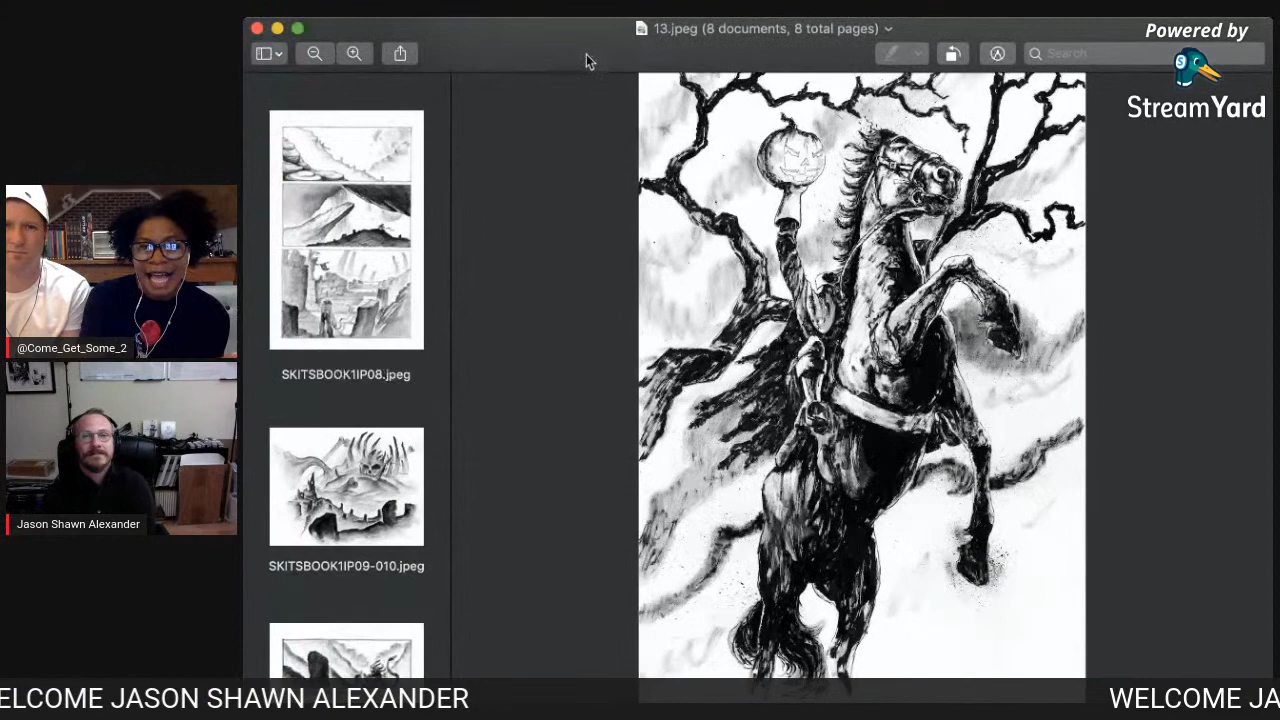 13.jpeg (8 documents, 8 total pages)
Search
Powered by
S
StreamYard
@Come_Get_Some_2
Jason Shawn Alexander
SKITSBOOK1IP08.jpeg
SKITSBOOK1IP09-010.jpeg
ELCOME JASON SHAWN ALEXANDER
WELCOME JA